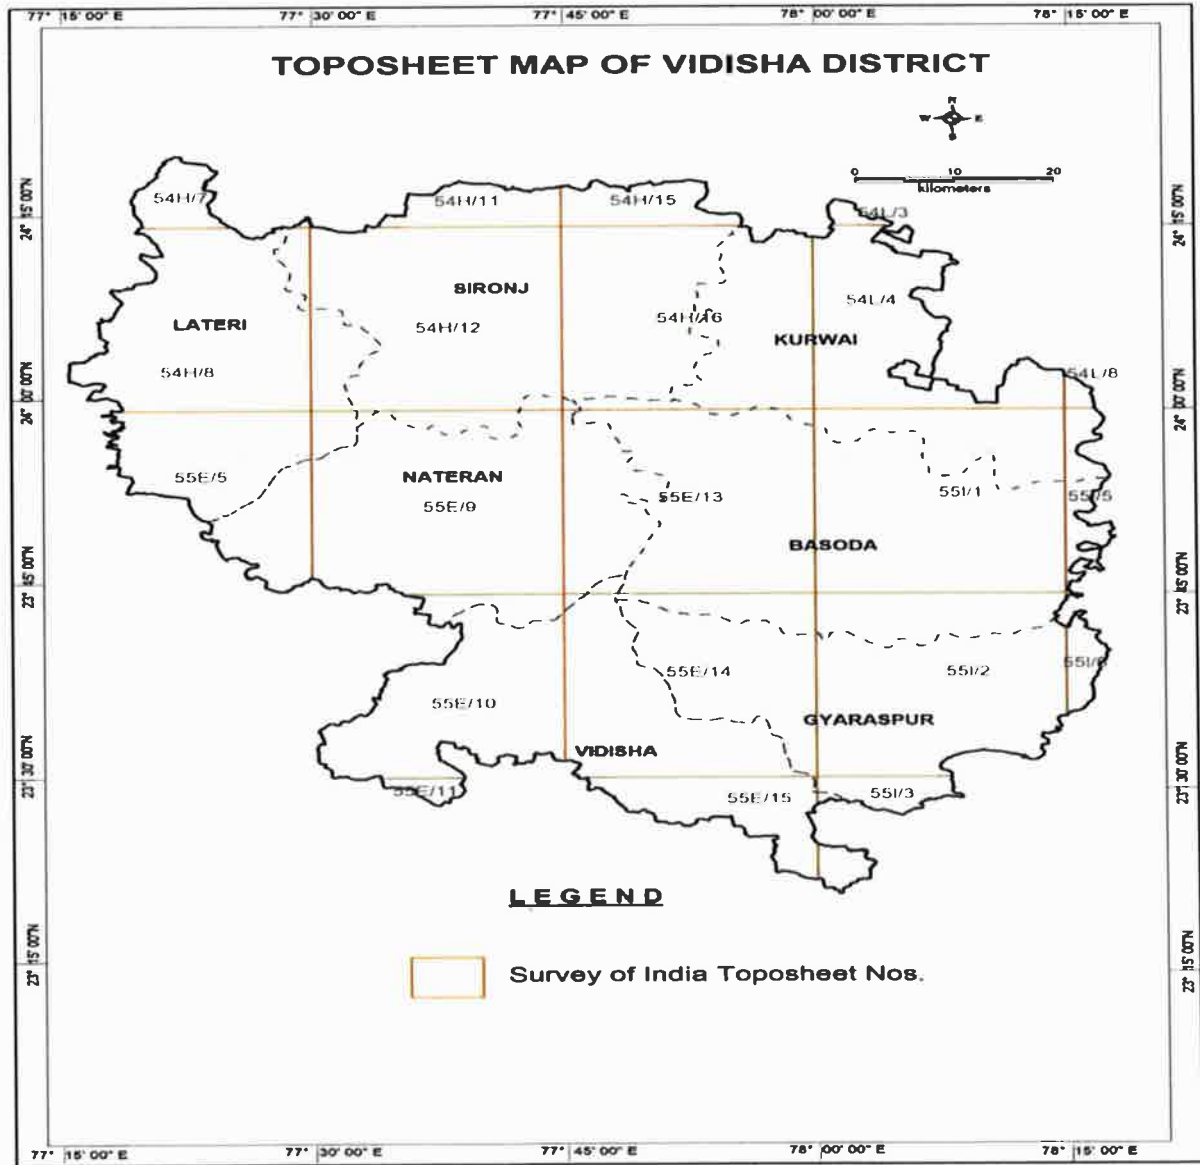 77° 15' 00" E 77° 30' 00" E 77° 45' 00" E 78° 00' 00" E 78° 15' 00" E
TOPOSHEET MAP OF VIDISHA DISTRICT
N
W E
S
0 10 20
kilometers
24° 15' 00"N 24° 15' 00"N
54H/7 54H/11 54H/15 54L/3
SIRONJ
54L/4
LATERI 54H/12 54H/16
KURWAI
54H/8 54L/8
24° 00' 00"N 24° 00' 00"N
55E/5 NATERAN
55E/9 55E/13 55I/1 55I/5
BASODA
23° 45' 00"N 23° 45' 00"N
55E/14 55I/2 55I/6
55E/10
GYARASPUR
VIDISHA
23° 30' 00"N 23° 30' 00"N
55E/11 55E/15 55I/3
LEGEND
23° 15' 00"N 23° 15' 00"N
Survey of India Toposheet Nos.
77° 15' 00" E 77° 30' 00" E 77° 45' 00" E 78° 00' 00" E 78° 15' 00" E